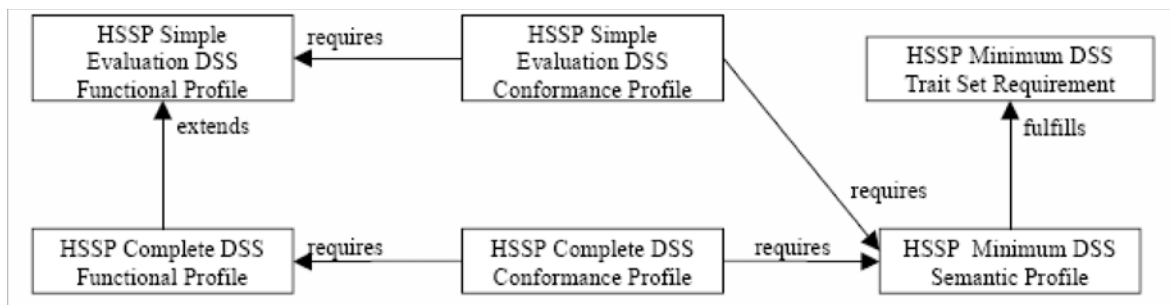 HSSP Simple
Evaluation DSS
Functional Profile
requires
HSSP Simple
Evaluation DSS
Conformance Profile
HSSP Minimum DSS
Trait Set Requirement
extends
fulfills
requires
HSSP Complete DSS
Functional Profile
requires
HSSP Complete DSS
Conformance Profile
requires
HSSP Minimum DSS
Semantic Profile